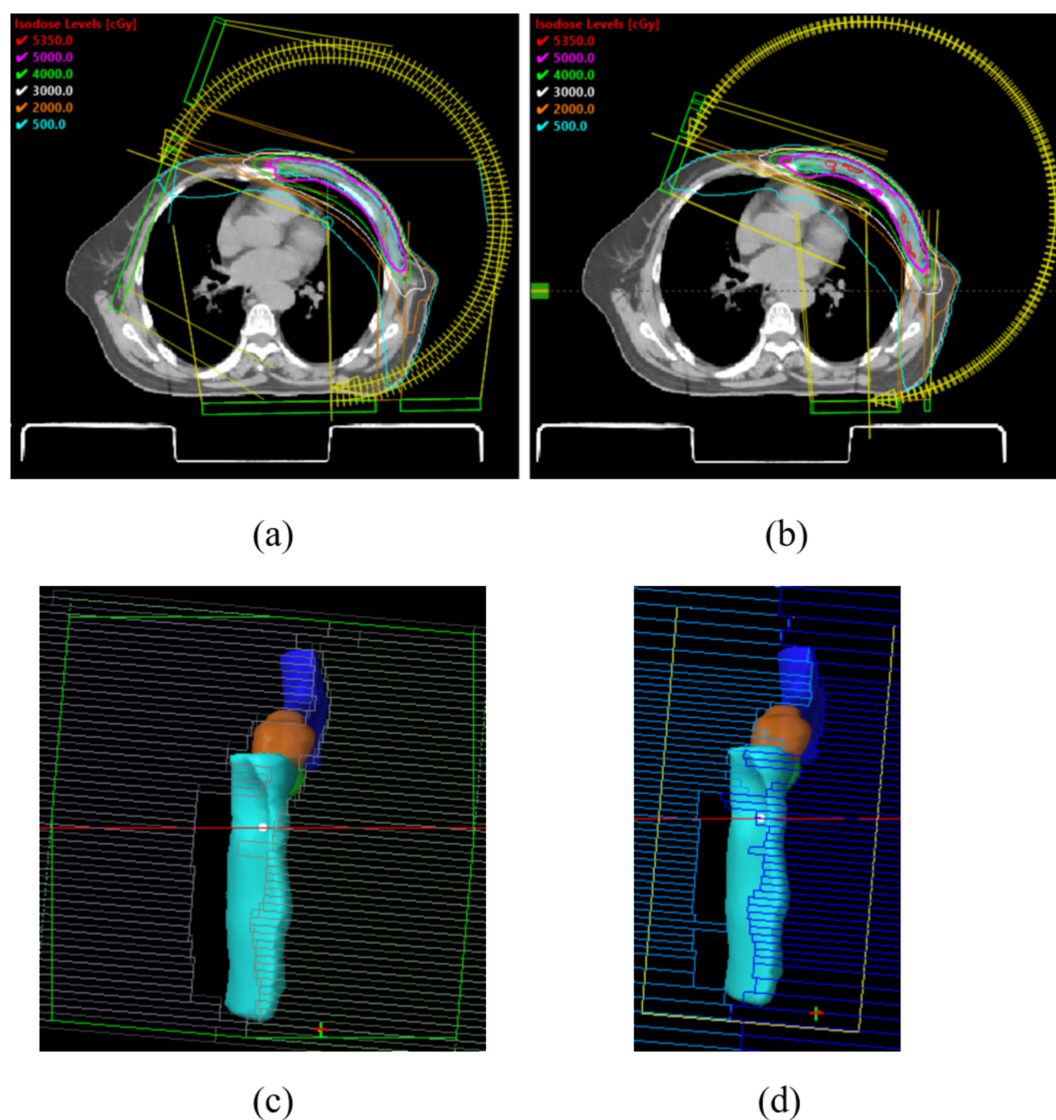 Isodose Levels [cGy]
✔ 5350.0
✔ 5000.0
✔ 4000.0
✔ 3000.0
✔ 2000.0
✔ 500.0
Isodose Levels [cGy]
✔ 5350.0
✔ 5000.0
✔ 4000.0
✔ 3000.0
✔ 2000.0
✔ 500.0
(a)
(b)
(c)
(d)